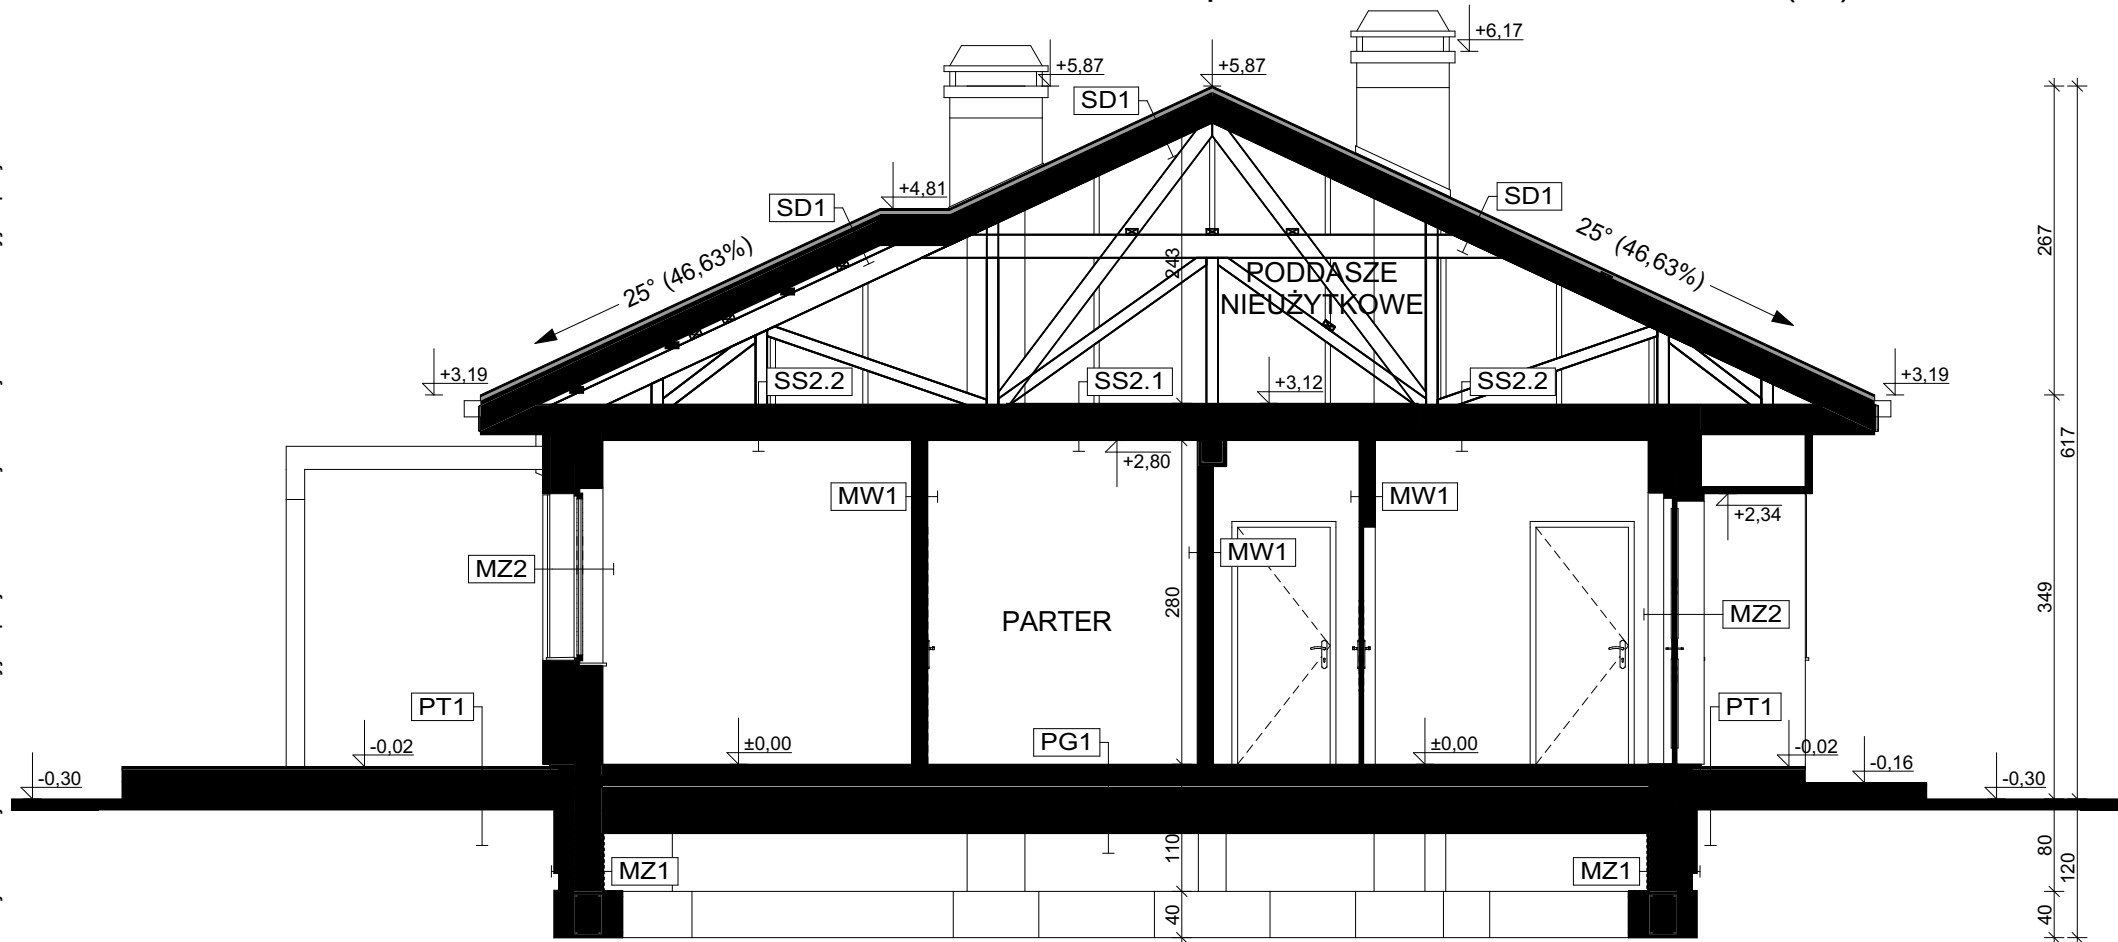 +6,17
+5,87
+5,87
SD1
+4,81
SD1
SD1
25° (46,63%)
25° (46,63%)
243
267
PODDASZE
NIEUŻYTKOWE
+3,19
SS2.2
SS2.1
+3,12
SS2.2
+3,19
+2,80
617
MW1
MW1
+2,34
MW1
MZ2
PARTER
280
MZ2
349
PT1
PT1
-0,02
±0,00
PG1
±0,00
-0,02
-0,30
-0,16
-0,30
MZ1
110
MZ1
80
120
40
40